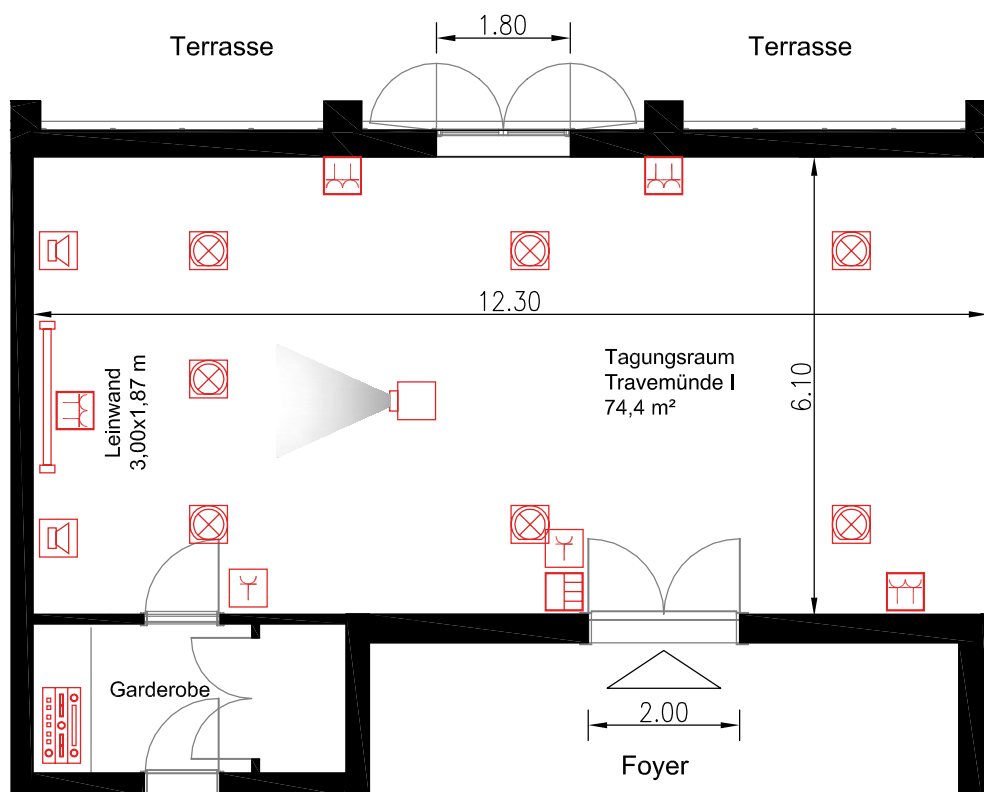 1.80
Terrasse
Terrasse
12.30
Tagungsraum
Travemünde I
74,4 m²
6.10
Leinwand
3,00x1,87 m
Garderobe
2.00
Foyer